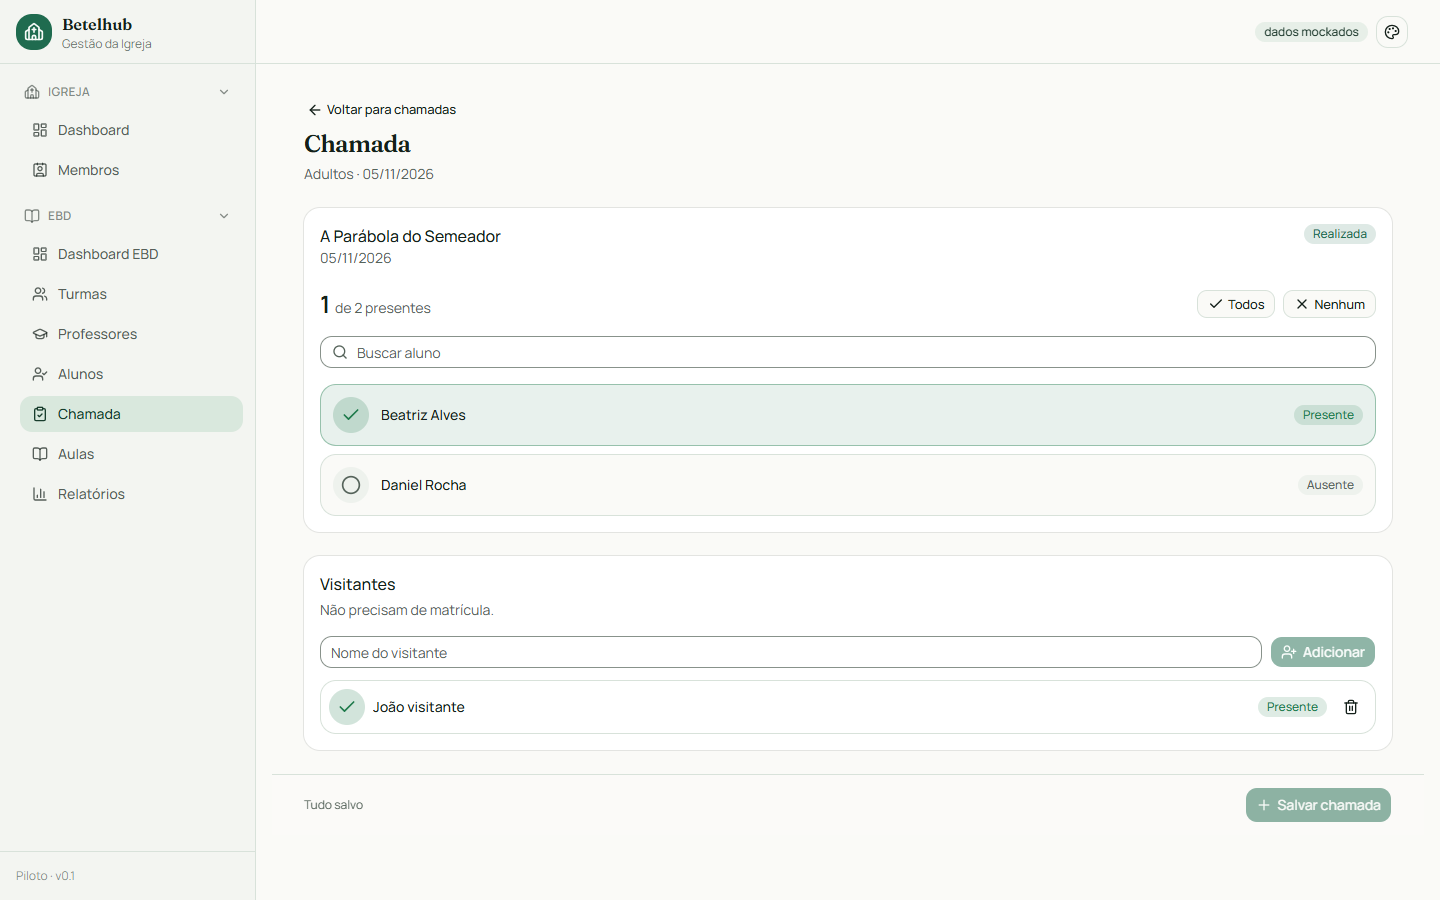 Betelhub
Gestão da Igreja
dados mockados
IGREJA
Dashboard
Membros
EBD
Dashboard EBD
Turmas
Professores
Alunos
Chamada
Aulas
Relatórios
Piloto · v0.1
Voltar para chamadas
Chamada
Adultos · 05/11/2026
A Parábola do Semeador
Realizada
05/11/2026
1 de 2 presentes
Todos
Nenhum
Buscar aluno
Beatriz Alves
Presente
Daniel Rocha
Ausente
Visitantes
Não precisam de matrícula.
Nome do visitante
Adicionar
João visitante
Presente
Tudo salvo
Salvar chamada